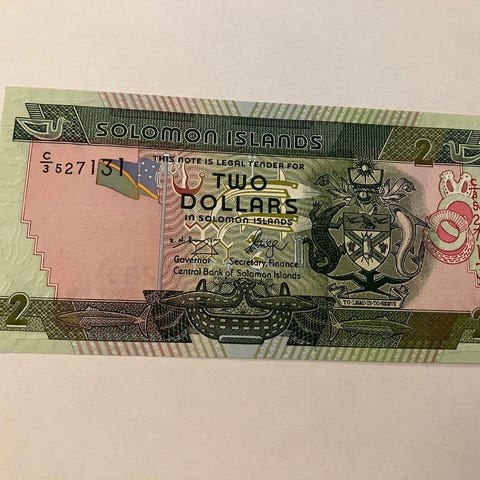 SOLOMON ISLANDS
2
C/3 527131
THIS NOTE IS LEGAL TENDER FOR
TWO
DOLLARS
IN SOLOMON ISLANDS
Governor Secretary, Finance
Central Bank of Solomon Islands
TO LEAD IS TO SERVE
2
2